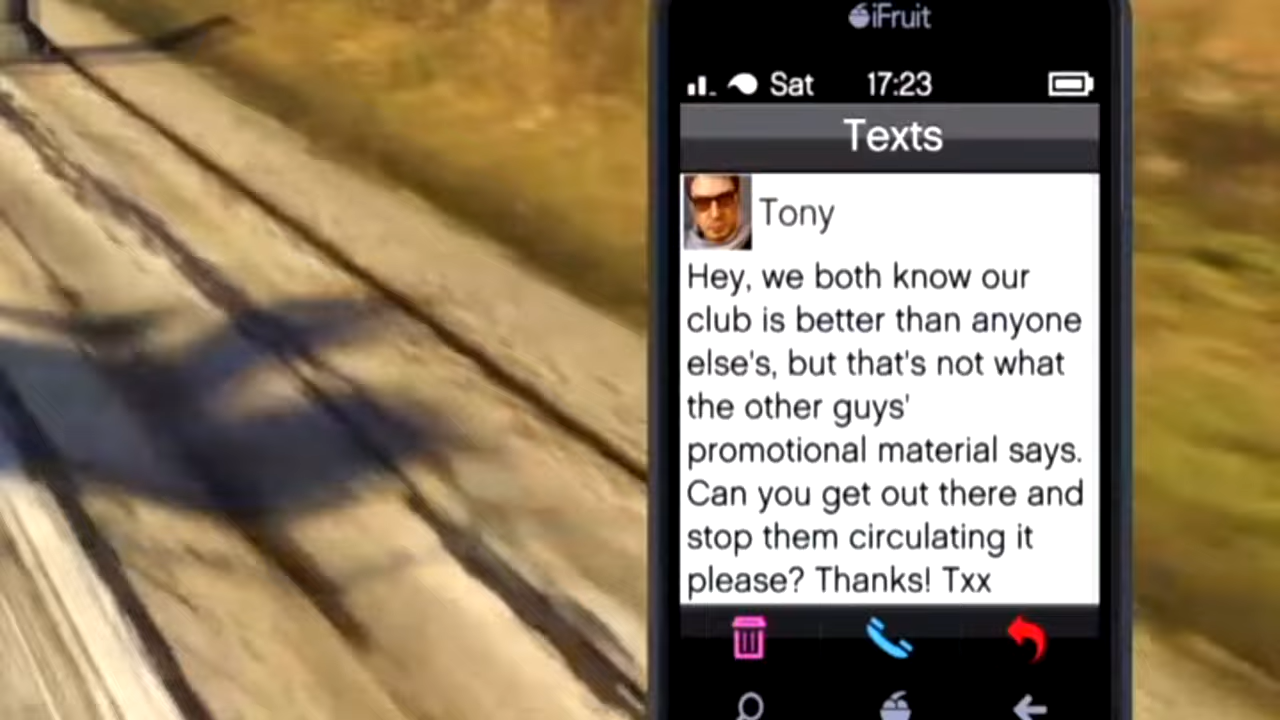 iFruit
Sat 17:23
Texts
Tony
Hey, we both know our
club is better than anyone
else's, but that's not what
the other guys'
promotional material says.
Can you get out there and
stop them circulating it
please? Thanks! Txx